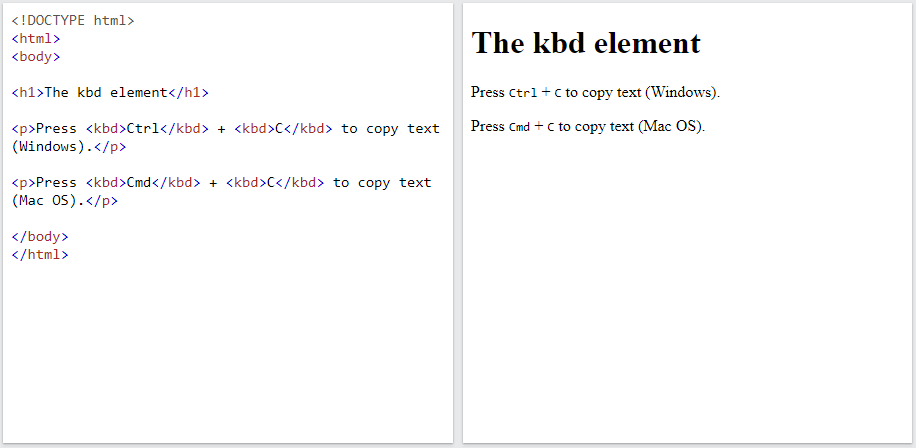 <!DOCTYPE html>
<html>
<body>
<h1>The kbd element</h1>
<p>Press <kbd>Ctrl</kbd> + <kbd>C</kbd> to copy text
(Windows).</p>
<p>Press <kbd>Cmd</kbd> + <kbd>C</kbd> to copy text
(Mac OS).</p>
</body>
</html>
The kbd element
Press Ctrl + C to copy text (Windows).
Press Cmd + C to copy text (Mac OS).